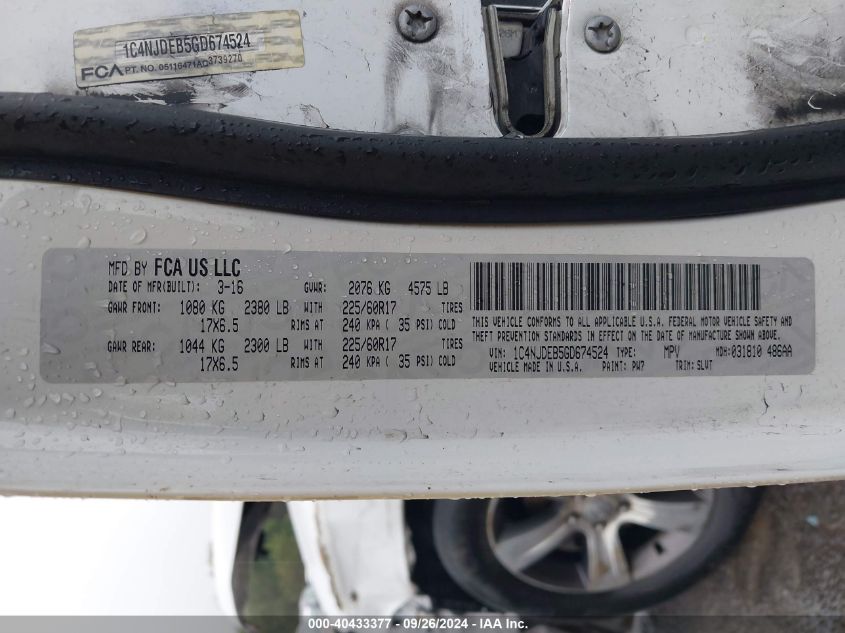 1C4NJDEB5GD674524
FCA PT. NO. 05116471AC 3739270
MFD BY FCA US LLC
DATE OF MFR(BUILT): 3-16 GVWR: 2076 KG 4575 LB
GAWR FRONT: 1080 KG 2380 LB WITH 225/60R17 TIRES
17X6.5 RIMS AT 240 KPA ( 35 PSI) COLD
GAWR REAR: 1044 KG 2300 LB WITH 225/60R17 TIRES
17X6.5 RIMS AT 240 KPA ( 35 PSI) COLD
THIS VEHICLE CONFORMS TO ALL APPLICABLE U.S.A. FEDERAL MOTOR VEHICLE SAFETY AND
THEFT PREVENTION STANDARDS IN EFFECT ON THE DATE OF MANUFACTURE SHOWN ABOVE.
VIN: 1C4NJDEB5GD674524 TYPE: MPV MDH:031810 486AA
VEHICLE MADE IN U.S.A. PAINT: PW7 TRIM: SLVT
000-40433377 - 09/26/2024 - IAA Inc.